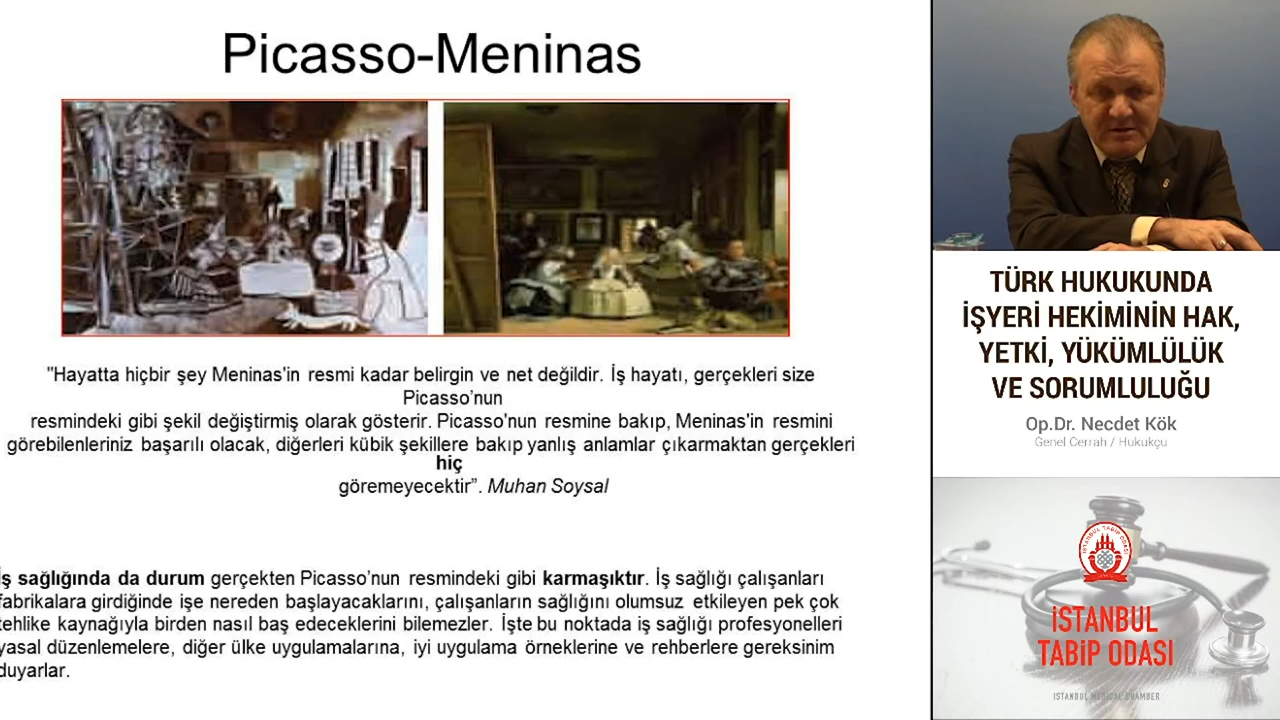 Picasso-Meninas
"Hayatta hiçbir şey Meninas'in resmi kadar belirgin ve net değildir. İş hayatı, gerçekleri size
Picasso’nun
resmindeki gibi şekil değiştirmiş olarak gösterir. Picasso'nun resmine bakıp, Meninas'in resmini
görebilenleriniz başarılı olacak, diğerleri kübik şekillere bakıp yanlış anlamlar çıkarmaktan gerçekleri
hiç
göremeyecektir”. Muhan Soysal
İş sağlığında da durum gerçekten Picasso’nun resmindeki gibi karmaşıktır. İş sağlığı çalışanları
fabrikalara girdiğinde işe nereden başlayacaklarını, çalışanların sağlığını olumsuz etkileyen pek çok
tehlike kaynağıyla birden nasıl baş edeceklerini bilemezler. İşte bu noktada iş sağlığı profesyonelleri
yasal düzenlemelere, diğer ülke uygulamalarına, iyi uygulama örneklerine ve rehberlere gereksinim
duyarlar.
TÜRK HUKUKUNDA
İŞYERİ HEKİMİNİN HAK,
YETKİ, YÜKÜMLÜLÜK
VE SORUMLULUĞU
Op.Dr. Necdet Kök
Genel Cerrah / Hukukçu
İSTANBUL TABİP ODASI
İSTANBUL
TABİP ODASI
ISTANBUL MEDICAL CHAMBER